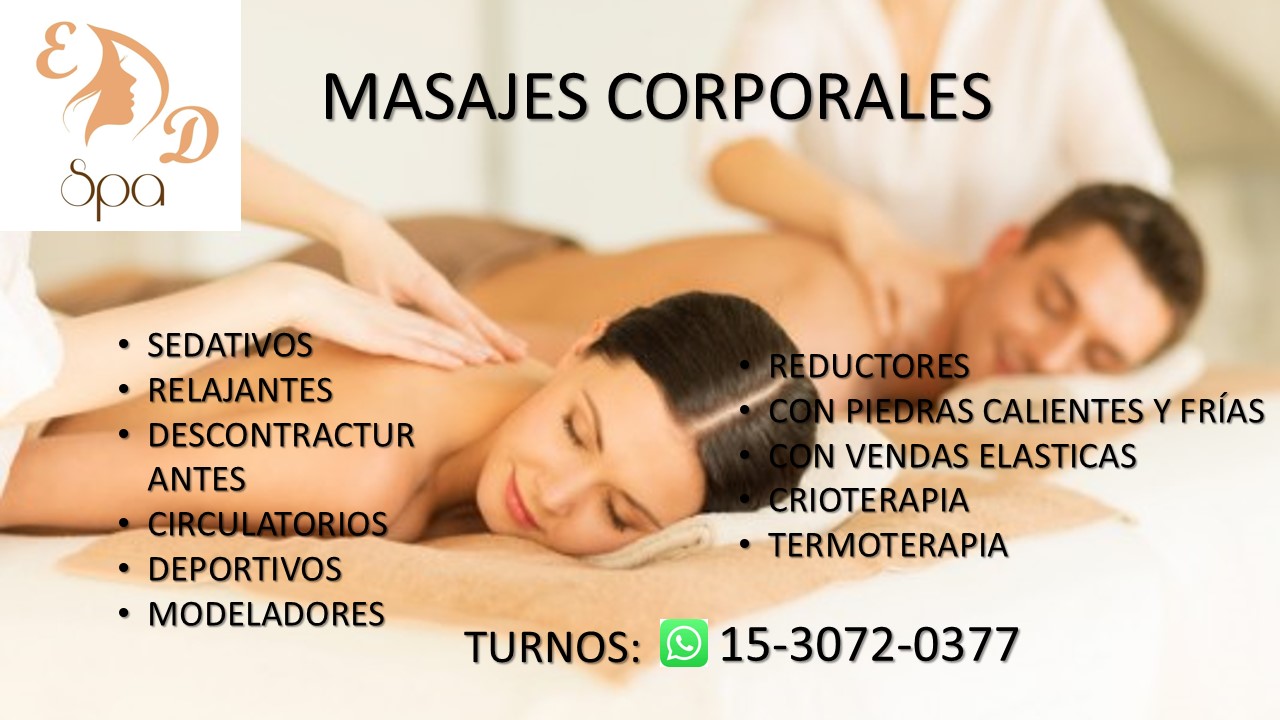 E D
Spa
MASAJES CORPORALES
• SEDATIVOS
• RELAJANTES
• DESCONTRACTUR
ANTES
• CIRCULATORIOS
• DEPORTIVOS
• MODELADORES
• REDUCTORES
• CON PIEDRAS CALIENTES Y FRÍAS
• CON VENDAS ELASTICAS
• CRIOTERAPIA
• TERMOTERAPIA
TURNOS: 15-3072-0377